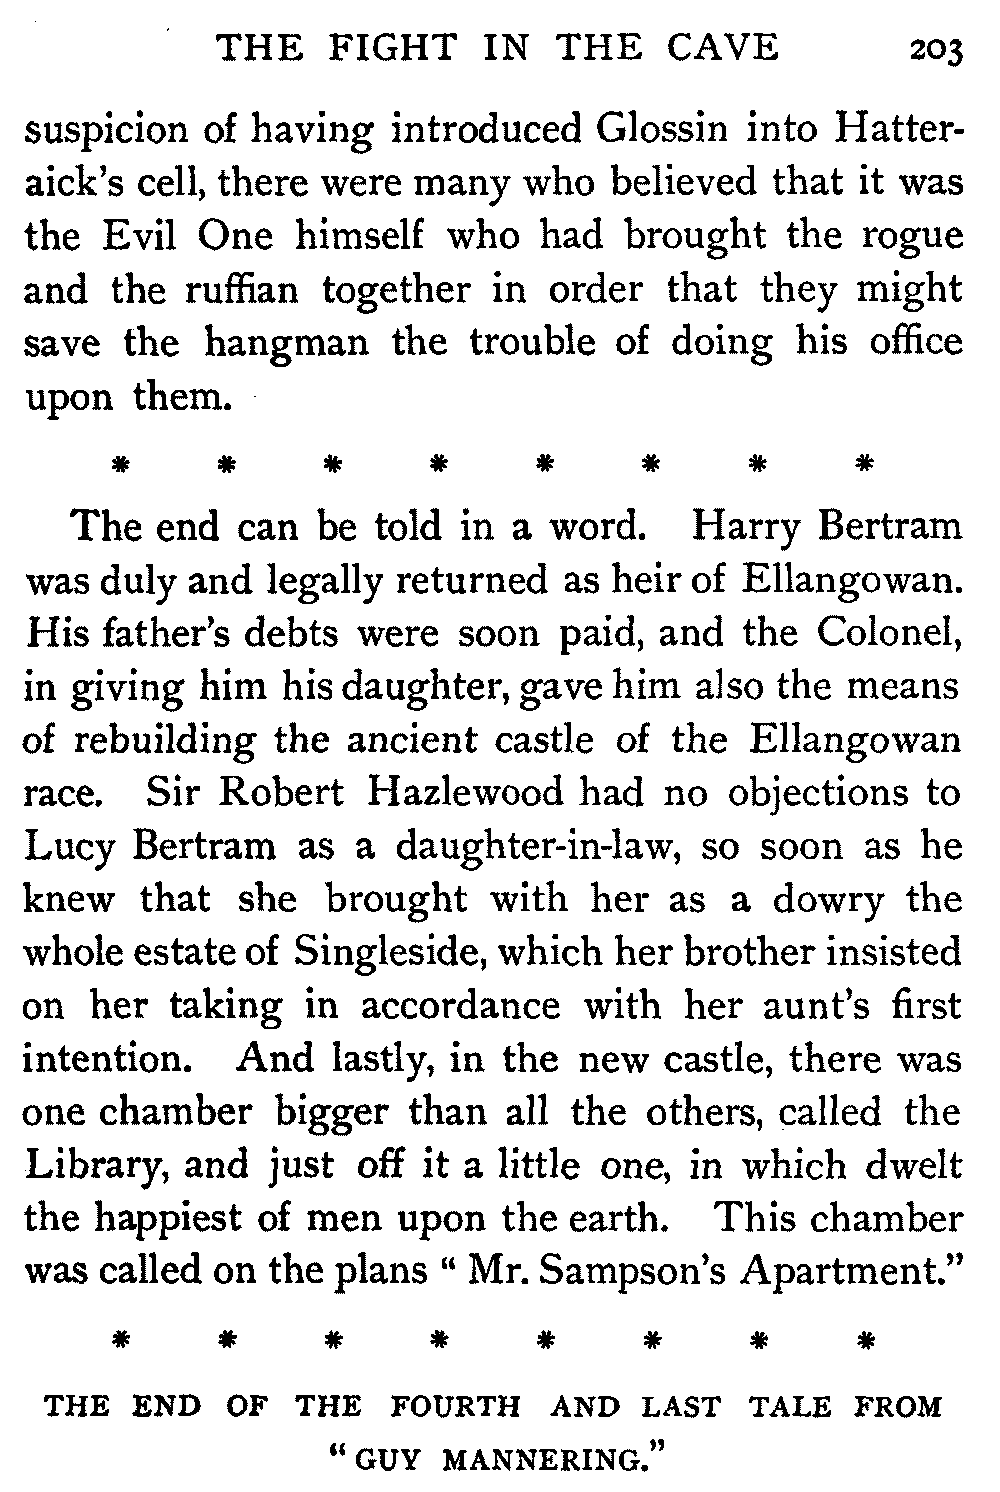 THE FIGHT IN THE CAVE 203
suspicion of having introduced Glossin into Hatter-
aick's cell, there were many who believed that it was
the Evil One himself who had brought the rogue
and the ruffian together in order that they might
save the hangman the trouble of doing his office
upon them.
* * * * * * * *
The end can be told in a word. Harry Bertram
was duly and legally returned as heir of Ellangowan.
His father's debts were soon paid, and the Colonel,
in giving him his daughter, gave him also the means
of rebuilding the ancient castle of the Ellangowan
race. Sir Robert Hazlewood had no objections to
Lucy Bertram as a daughter-in-law, so soon as he
knew that she brought with her as a dowry the
whole estate of Singleside, which her brother insisted
on her taking in accordance with her aunt's first
intention. And lastly, in the new castle, there was
one chamber bigger than all the others, called the
Library, and just off it a little one, in which dwelt
the happiest of men upon the earth. This chamber
was called on the plans "Mr. Sampson's Apartment."
* * * * * * * *
THE END OF THE FOURTH AND LAST TALE FROM
"GUY MANNERING."